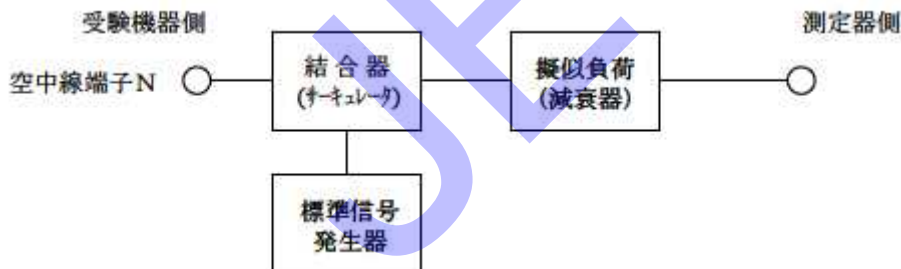 受験機器側
測定器側
空中線端子N
結合器
(サーキュレータ)
擬似負荷
(減衰器)
標準信号
発生器